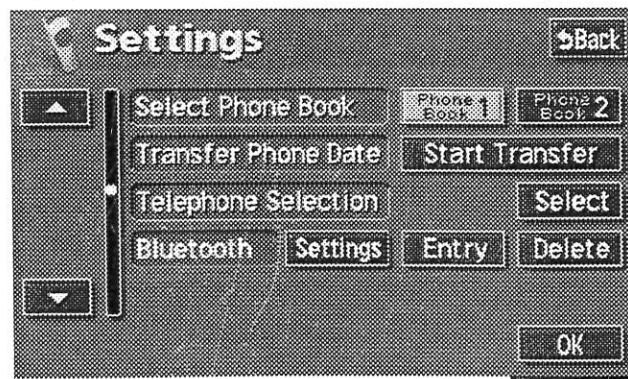 Settings
Back
Select Phone Book Phone Book 1 Phone Book 2
Transfer Phone Date Start Transfer
Telephone Selection Select
Bluetooth Settings Entry Delete
OK